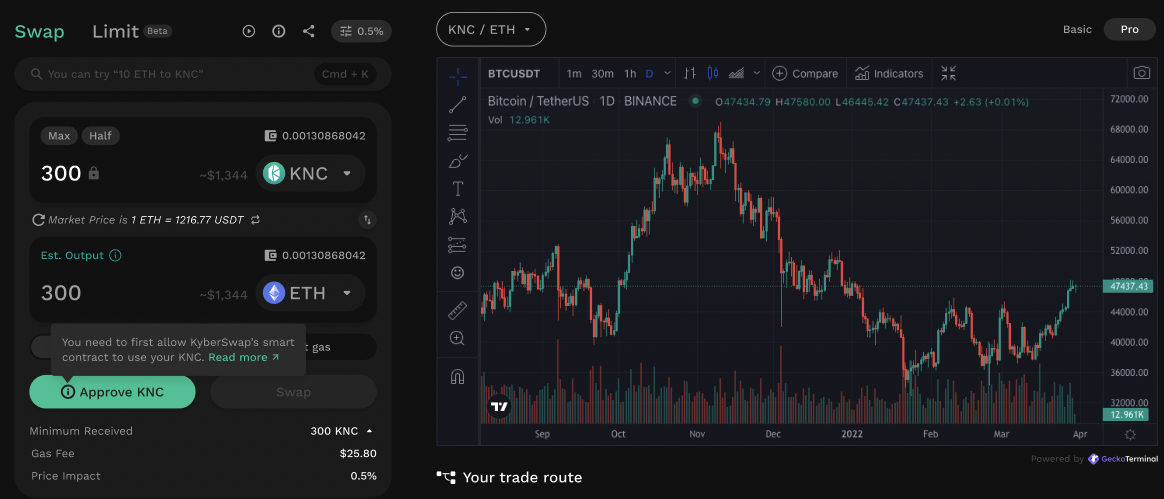 Swap Limit Beta 0.5%
You can try “10 ETH to KNC” Cmd + K
Max Half 0.00130868042
300 ~$1,344 KNC
Market Price is 1 ETH = 1216.77 USDT
Est. Output 0.00130868042
300 ~$1,344 ETH
You need to first allow KyberSwap's smart
contract to use your KNC. Read more ↗
t gas
Approve KNC Swap
Minimum Received 300 KNC
Gas Fee $25.80
Price Impact 0.5%
KNC / ETH
Basic Pro
BTCUSDT 1m 30m 1h D Compare Indicators
Bitcoin / TetherUS 1D BINANCE O47434.79 H47580.00 L46445.42 C47437.43 +2.63 (+0.01%)
Vol 12.961K
72000.00
68000.00
64000.00
60000.00
56000.00
52000.00
47437.43
44000.00
40000.00
36000.00
32000.00
12.961K
Sep Oct Nov Dec 2022 Feb Mar Apr
Powered by GeckoTerminal
Your trade route